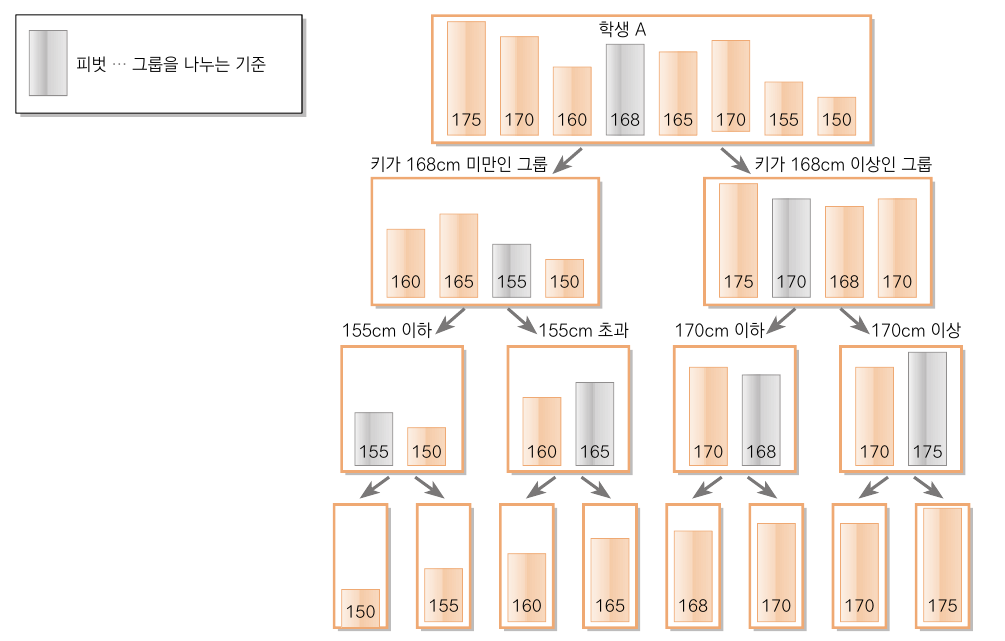 피벗 … 그룹을 나누는 기준
학생 A
175 170 160 168 165 170 155 150
키가 168cm 미만인 그룹
키가 168cm 이상인 그룹
160 165 155 150
175 170 168 170
155cm 이하
155cm 초과
170cm 이하
170cm 이상
155 150
160 165
170 168
170 175
150
155
160
165
168
170
170
175